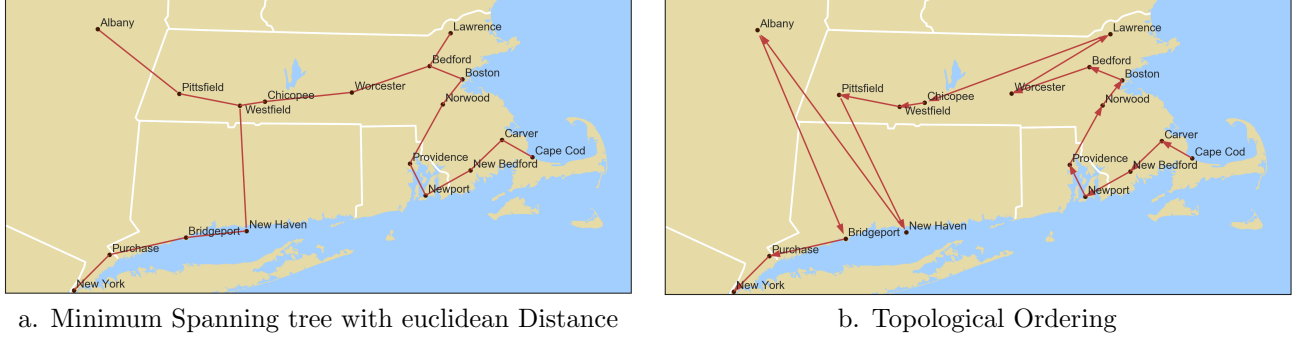 Albany
Lawrence
Bedford
Boston
Pittsfield
Chicopee
Worcester
Westfield
Norwood
Carver
Cape Cod
Providence
New Bedford
Newport
New Haven
Bridgeport
Purchase
New York
a. Minimum Spanning tree with euclidean Distance
Albany
Lawrence
Bedford
Boston
Pittsfield
Chicopee
Worcester
Westfield
Norwood
Carver
Cape Cod
Providence
New Bedford
Newport
New Haven
Bridgeport
Purchase
New York
b. Topological Ordering